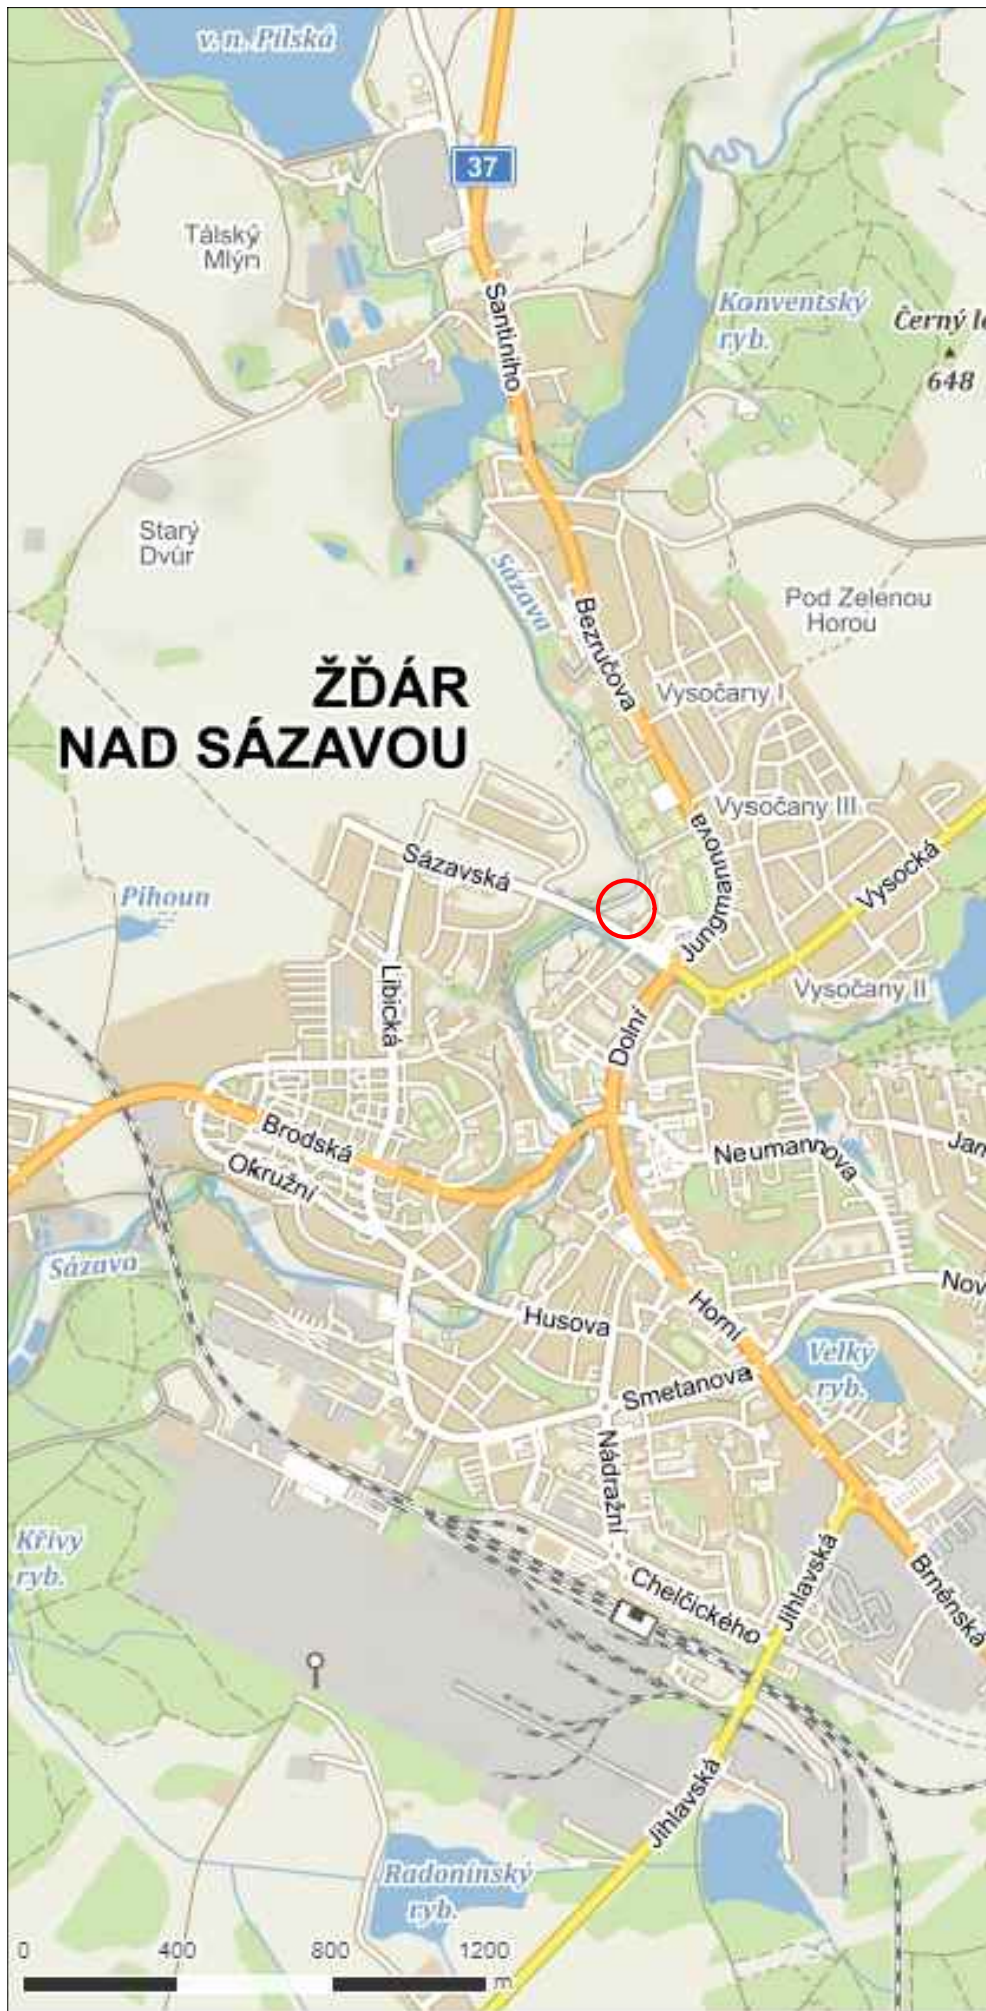 v. n. Pilská
37
Tálský
Mlýn
Santiniho
Konventský
ryb.
Černý
648
Starý
Dvůr
Sázava
Bezručova
Pod Zelenou
Horou
ŽĎÁR
NAD SÁZAVOU
Vysočany I
Vysočany III
Jungmannova
Sázavská
Vysocká
Pihoun
Libická
Vysočany II
Dolní
Brodská
Neumannova
Jam
Okružní
Sázava
Nov
Husova
Horní
Velký
ryb.
Smetanova
Nádražní
Křivý
ryb.
Chelčického
Jihlavská
Brněnská
Jihlavská
Radonínský
ryb.
0 400 800 1200
m